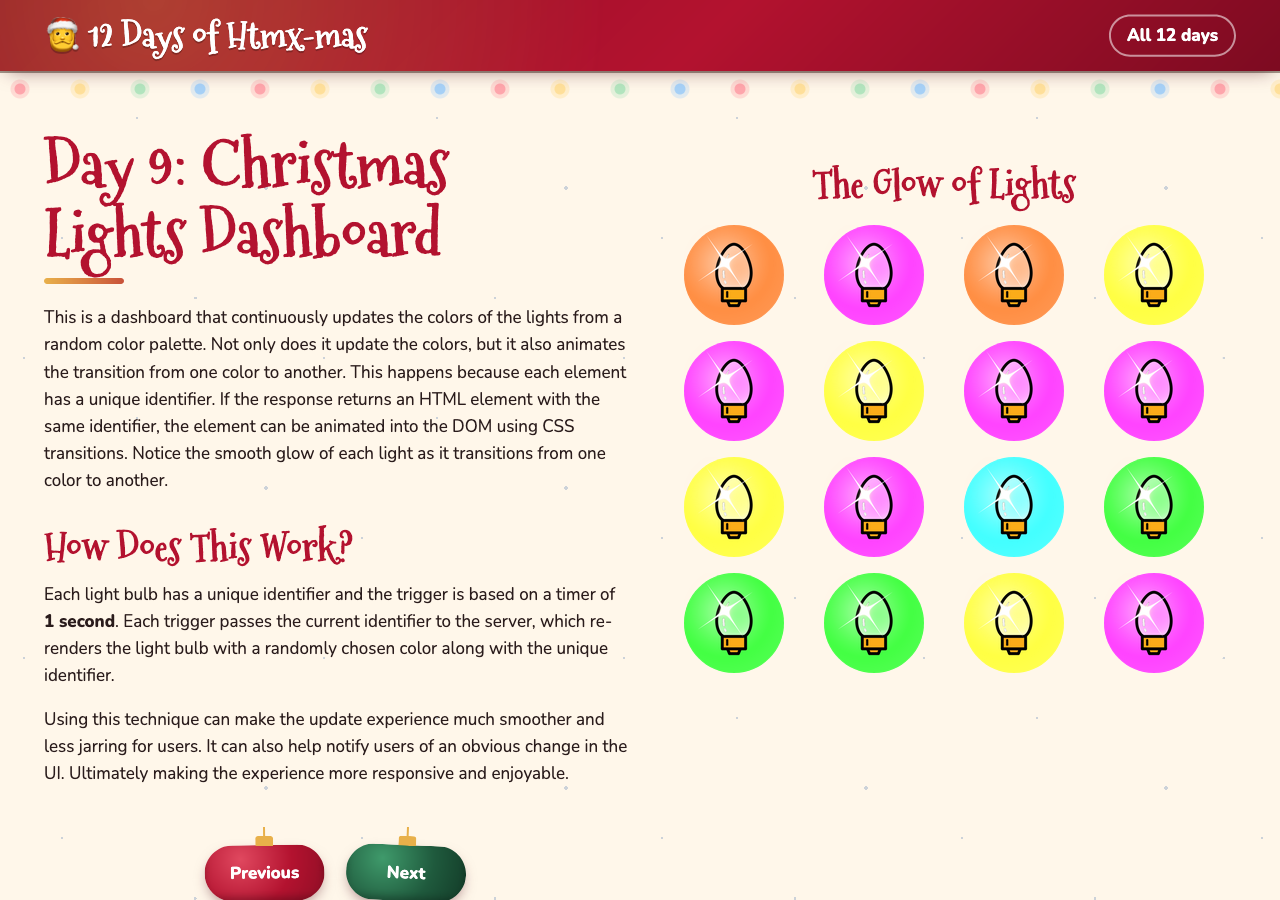 12 Days of Htmx-mas
All 12 days
Day 9: Christmas
Lights Dashboard
This is a dashboard that continuously updates the colors of the lights from a
random color palette. Not only does it update the colors, but it also animates
the transition from one color to another. This happens because each element
has a unique identifier. If the response returns an HTML element with the
same identifier, the element can be animated into the DOM using CSS
transitions. Notice the smooth glow of each light as it transitions from one
color to another.
How Does This Work?
Each light bulb has a unique identifier and the trigger is based on a timer of
1 second. Each trigger passes the current identifier to the server, which re-
renders the light bulb with a randomly chosen color along with the unique
identifier.
Using this technique can make the update experience much smoother and
less jarring for users. It can also help notify users of an obvious change in the
UI. Ultimately making the experience more responsive and enjoyable.
Previous
Next
The Glow of Lights